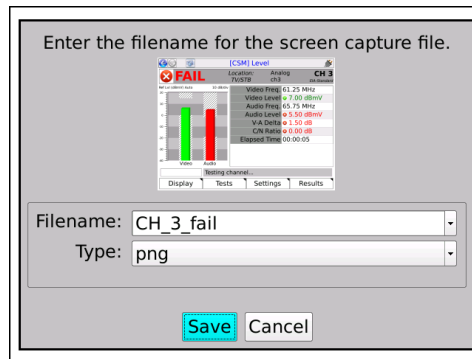 Enter the filename for the screen capture file.
[CSM] Level
FAIL
Location: Analog CH 3
TV/STB ch3
Video Freq. 61.25 MHz
Video Level 7.00 dBmV
Audio Freq. 65.75 MHz
Audio Level 5.50 dBmV
V-A Delta 1.50 dB
C/N Ratio 0.00 dB
Elapsed Time 00:00:05
Video Audio
Testing channel...
Display Tests Settings Results
Filename: CH_3_fail
Type: png
Save Cancel